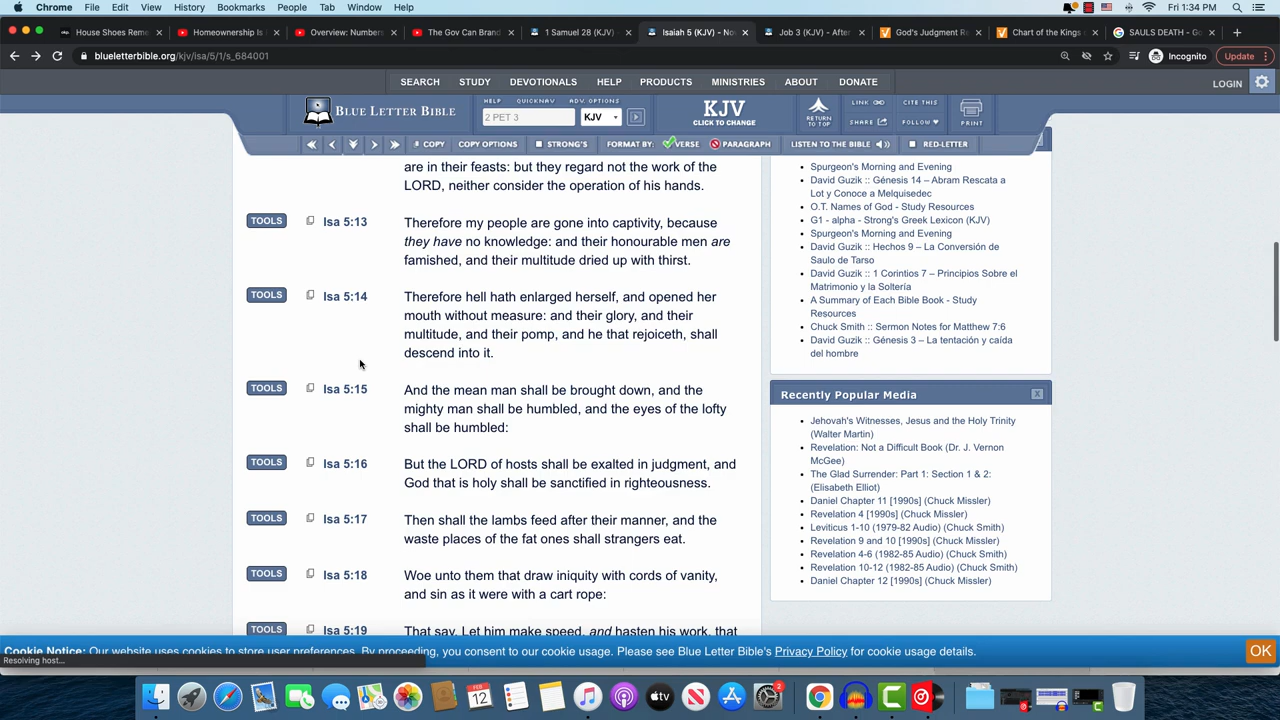 Chrome File Edit View History Bookmarks People Tab Window Help Fri 1:34 PM
House Shoes Reme Homeownership Is Overview: Numbers The Gov Can Brand 1 Samuel 28 (KJV) - Isaiah 5 (KJV) - No Job 3 (KJV) - After God's Judgment Re Chart of the Kings SAULS DEATH - Go
blueletterbible.org/kjv/isa/5/1/s_684001 Incognito Update
SEARCH STUDY DEVOTIONALS HELP PRODUCTS MINISTRIES ABOUT DONATE LOGIN
HELP QUICKNAV ADV. OPTIONS
BLUE LETTER BIBLE 2 PET 3 KJV
KJV
CLICK TO CHANGE
RETURN
TO TOP
LINK CITE THIS
SHARE FOLLOW PRINT
COPY COPY OPTIONS STRONG'S FORMAT BY: VERSE PARAGRAPH LISTEN TO THE BIBLE RED-LETTER
are in their feasts: but they regard not the work of the
LORD, neither consider the operation of his hands.
TOOLS Isa 5:13 Therefore my people are gone into captivity, because
they have no knowledge: and their honourable men are
famished, and their multitude dried up with thirst.
TOOLS Isa 5:14 Therefore hell hath enlarged herself, and opened her
mouth without measure: and their glory, and their
multitude, and their pomp, and he that rejoiceth, shall
descend into it.
TOOLS Isa 5:15 And the mean man shall be brought down, and the
mighty man shall be humbled, and the eyes of the lofty
shall be humbled:
TOOLS Isa 5:16 But the LORD of hosts shall be exalted in judgment, and
God that is holy shall be sanctified in righteousness.
TOOLS Isa 5:17 Then shall the lambs feed after their manner, and the
waste places of the fat ones shall strangers eat.
TOOLS Isa 5:18 Woe unto them that draw iniquity with cords of vanity,
and sin as it were with a cart rope:
TOOLS Isa 5:19 That say, Let him make speed, and hasten his work, that
Spurgeon's Morning and Evening
David Guzik :: Génesis 14 – Abram Rescata a
Lot y Conoce a Melquisedec
O.T. Names of God - Study Resources
G1 - alpha - Strong's Greek Lexicon (KJV)
Spurgeon's Morning and Evening
David Guzik :: Hechos 9 – La Conversión de
Saulo de Tarso
David Guzik :: 1 Corintios 7 – Principios Sobre el
Matrimonio y la Soltería
A Summary of Each Bible Book - Study
Resources
Chuck Smith :: Sermon Notes for Matthew 7:6
David Guzik :: Génesis 3 – La tentación y caída
del hombre
Recently Popular Media
Jehovah's Witnesses, Jesus and the Holy Trinity
(Walter Martin)
Revelation: Not a Difficult Book (Dr. J. Vernon
McGee)
The Glad Surrender: Part 1: Section 1 & 2:
(Elisabeth Elliot)
Daniel Chapter 11 [1990s] (Chuck Missler)
Revelation 4 [1990s] (Chuck Missler)
Leviticus 1-10 (1979-82 Audio) (Chuck Smith)
Revelation 9 and 10 [1990s] (Chuck Missler)
Revelation 4-6 (1982-85 Audio) (Chuck Smith)
Revelation 10-12 (1982-85 Audio) (Chuck Smith)
Daniel Chapter 12 [1990s] (Chuck Missler)
Cookie Notice: Our website uses cookies to store user preferences. By proceeding, you consent to our cookie usage. Please see Blue Letter Bible's Privacy Policy for cookie usage details. OK
Resolving host...
FEB
12
tv
2